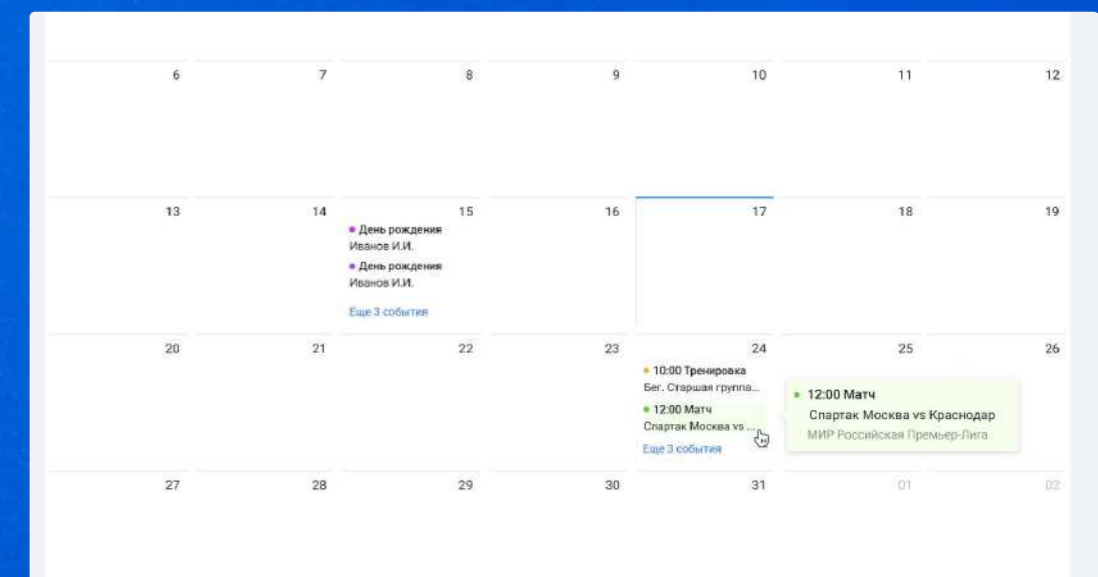 6 7 8 9 10 11 12
13 14 15 16 17 18 19
День рождения
Иванов И.И.
День рождения
Иванов И.И.
Еще 3 события
20 21 22 23 24 25 26
10:00 Тренировка
Бег. Старшая группа...
12:00 Матч
Спартак Москва vs ...
Еще 3 события
12:00 Матч
Спартак Москва vs Краснодар
МИР Российская Премьер-Лига
27 28 29 30 31 01 02